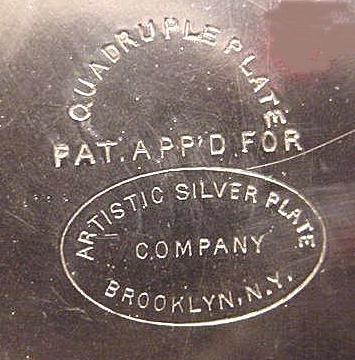 QUADRUPLE PLATE
PAT. APP'D. FOR
ARTISTIC SILVER PLATE
COMPANY
BROOKLYN, N.Y.